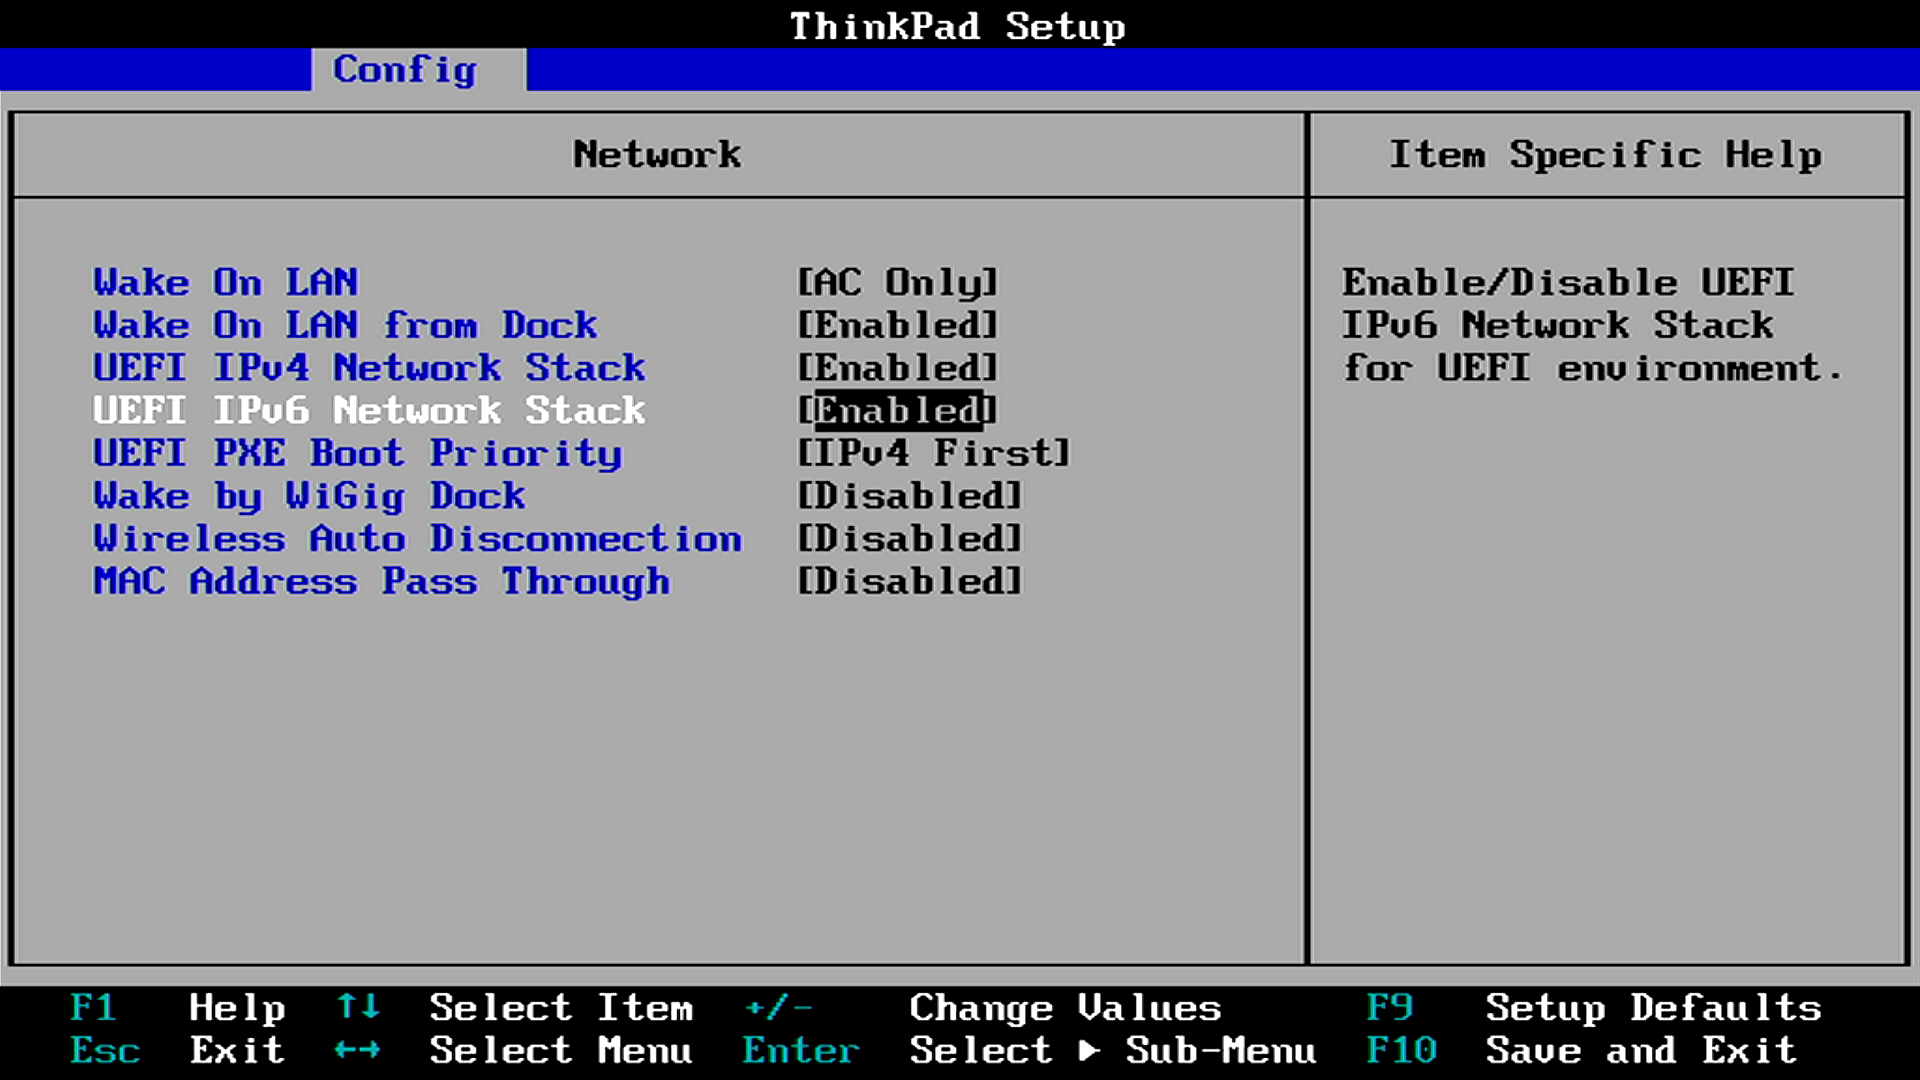 ThinkPad Setup
Config
Network
Item Specific Help
Wake On LAN [AC Only]
Wake On LAN from Dock [Enabled]
UEFI IPv4 Network Stack [Enabled]
UEFI IPv6 Network Stack [Enabled]
UEFI PXE Boot Priority [IPv4 First]
Wake by WiGig Dock [Disabled]
Wireless Auto Disconnection [Disabled]
MAC Address Pass Through [Disabled]
Enable/Disable UEFI
IPv6 Network Stack
for UEFI environment.
F1 Help ↑↓ Select Item +/- Change Values F9 Setup Defaults
Esc Exit ←→ Select Menu Enter Select ▶ Sub-Menu F10 Save and Exit